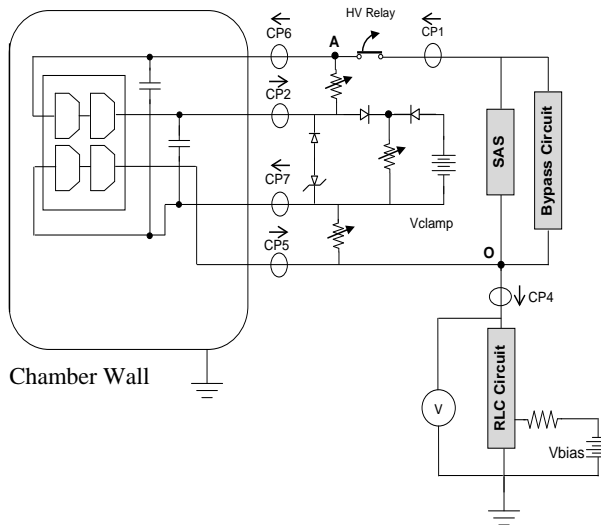 HV Relay
CP6
A
CP1
CP2
SAS
Bypass Circuit
CP7
Vclamp
CP5
O
CP4
Chamber Wall
V
RLC Circuit
Vbias